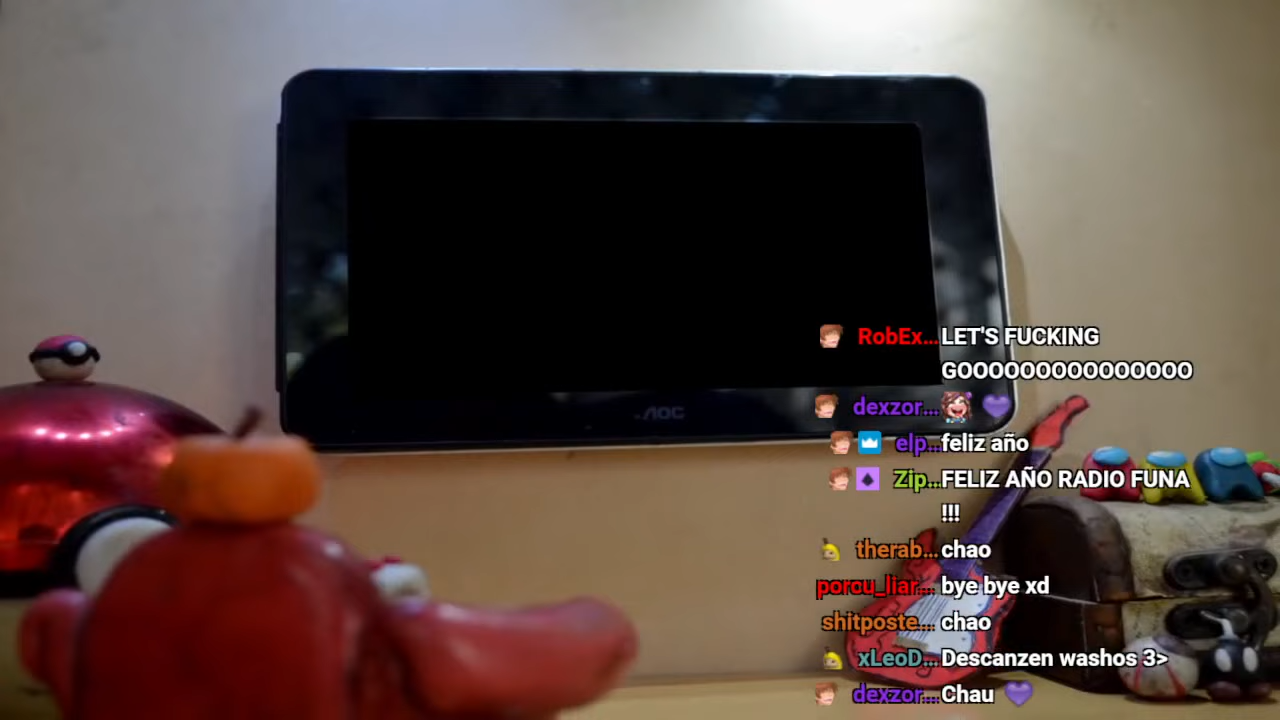 AOC
RobEx... LET'S FUCKING
GOOOOOOOOOOOOOOO
dexzor...
elp... feliz año
Zip... FELIZ AÑO RADIO FUNA
!!!
therab... chao
porcu_liar... bye bye xd
shitposte... chao
xLeoD... Descanzen washos 3>
dexzor... Chau